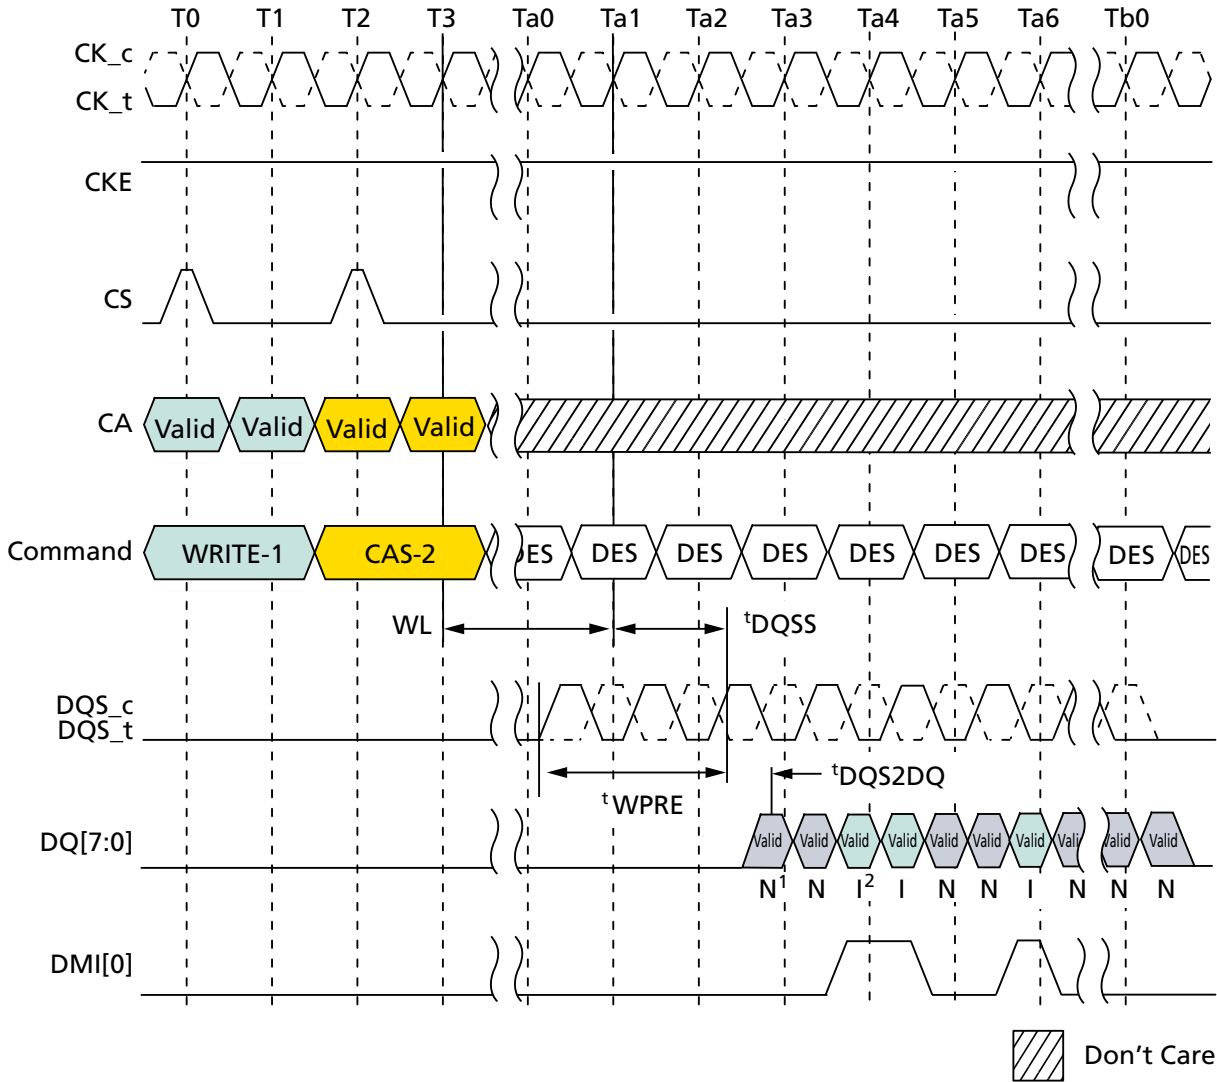 T0 T1 T2 T3 Ta0 Ta1 Ta2 Ta3 Ta4 Ta5 Ta6 Tb0
CK_c
CK_t
CKE
CS
CA Valid Valid Valid Valid
Command WRITE-1 CAS-2 DES DES DES DES DES DES DES DES DES
WL tDQSS
DQS_c
DQS_t
tDQS2DQ
tWPRE
DQ[7:0] Valid Valid Valid Valid Valid Valid Valid Valid Valid Valid
N1 N I2 I N N I N N N
DMI[0]
Don't Care